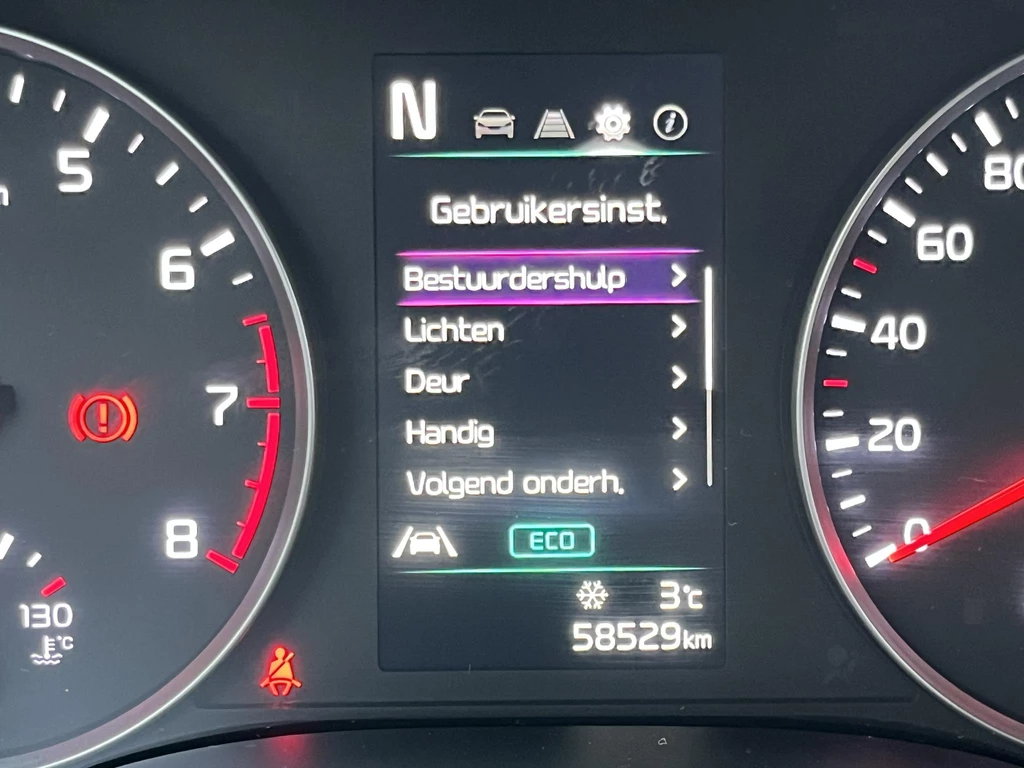 N
Gebruikersinst.
Bestuurdershulp
Lichten
Deur
Handig
Volgend onderh.
ECO
3°C
58529km
5
6
7
8
130
°C
80
60
40
20
0